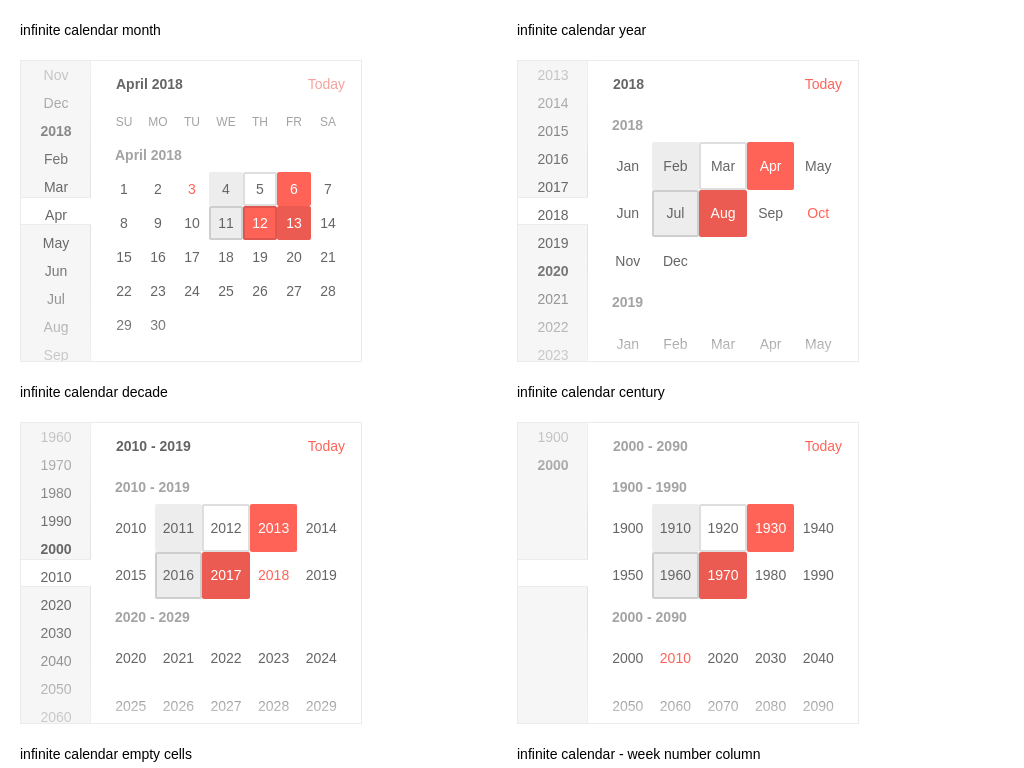 infinite calendar month
Nov
Dec
2018
Feb
Mar
Apr
May
Jun
Jul
Aug
Sep
April 2018 Today
SU MO TU WE TH FR SA
April 2018
1 2 3 4 5 6 7
8 9 10 11 12 13 14
15 16 17 18 19 20 21
22 23 24 25 26 27 28
29 30
infinite calendar year
2013
2014
2015
2016
2017
2018
2019
2020
2021
2022
2023
2018 Today
2018
Jan Feb Mar Apr May
Jun Jul Aug Sep Oct
Nov Dec
2019
Jan Feb Mar Apr May
infinite calendar decade
1960
1970
1980
1990
2000
2010
2020
2030
2040
2050
2060
2010 - 2019 Today
2010 - 2019
2010 2011 2012 2013 2014
2015 2016 2017 2018 2019
2020 - 2029
2020 2021 2022 2023 2024
2025 2026 2027 2028 2029
infinite calendar century
1900
2000
2000 - 2090 Today
1900 - 1990
1900 1910 1920 1930 1940
1950 1960 1970 1980 1990
2000 - 2090
2000 2010 2020 2030 2040
2050 2060 2070 2080 2090
infinite calendar empty cells
infinite calendar - week number column